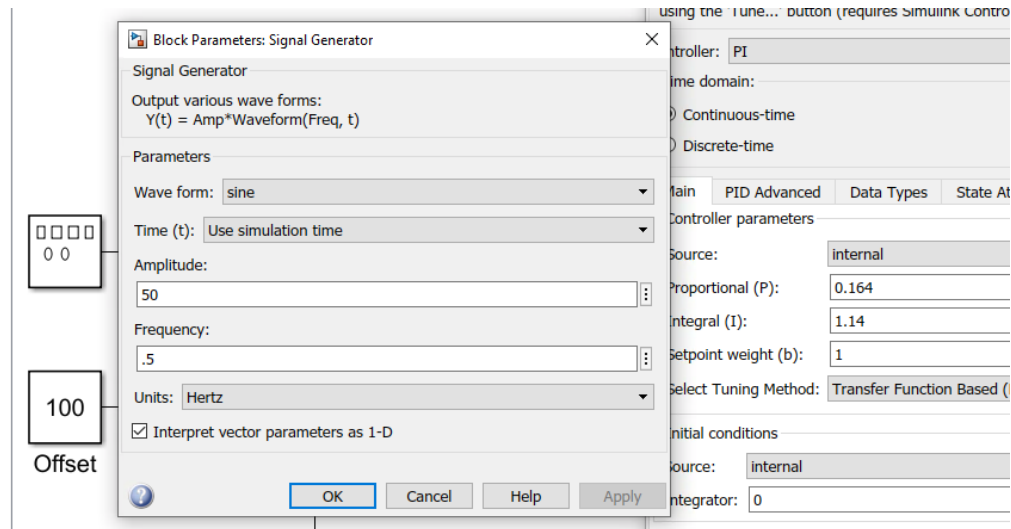 using the 'Tune...' button (requires Simulink Contro
Block Parameters: Signal Generator
Signal Generator
Output various wave forms:
Y(t) = Amp*Waveform(Freq, t)
Parameters
Wave form: sine
Time (t): Use simulation time
Amplitude:
50
Frequency:
.5
Units: Hertz
Interpret vector parameters as 1-D
OK Cancel Help Apply
0 0
100
Offset
ntroller: PI
ime domain:
Continuous-time
Discrete-time
Main PID Advanced Data Types State At
Controller parameters
Source: internal
Proportional (P): 0.164
Integral (I): 1.14
Setpoint weight (b): 1
Select Tuning Method: Transfer Function Based (
Initial conditions
Source: internal
Integrator: 0